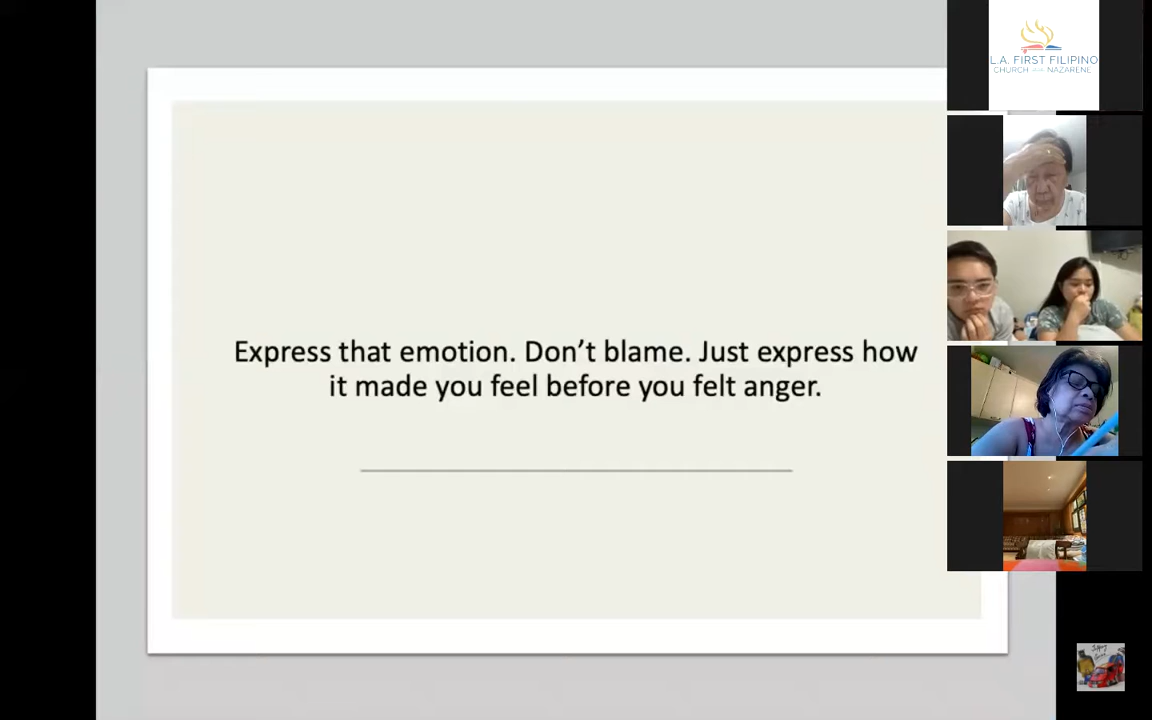 Express that emotion. Don’t blame. Just express how
it made you feel before you felt anger.
L.A. FIRST FILIPINO
CHURCH OF THE NAZARENE